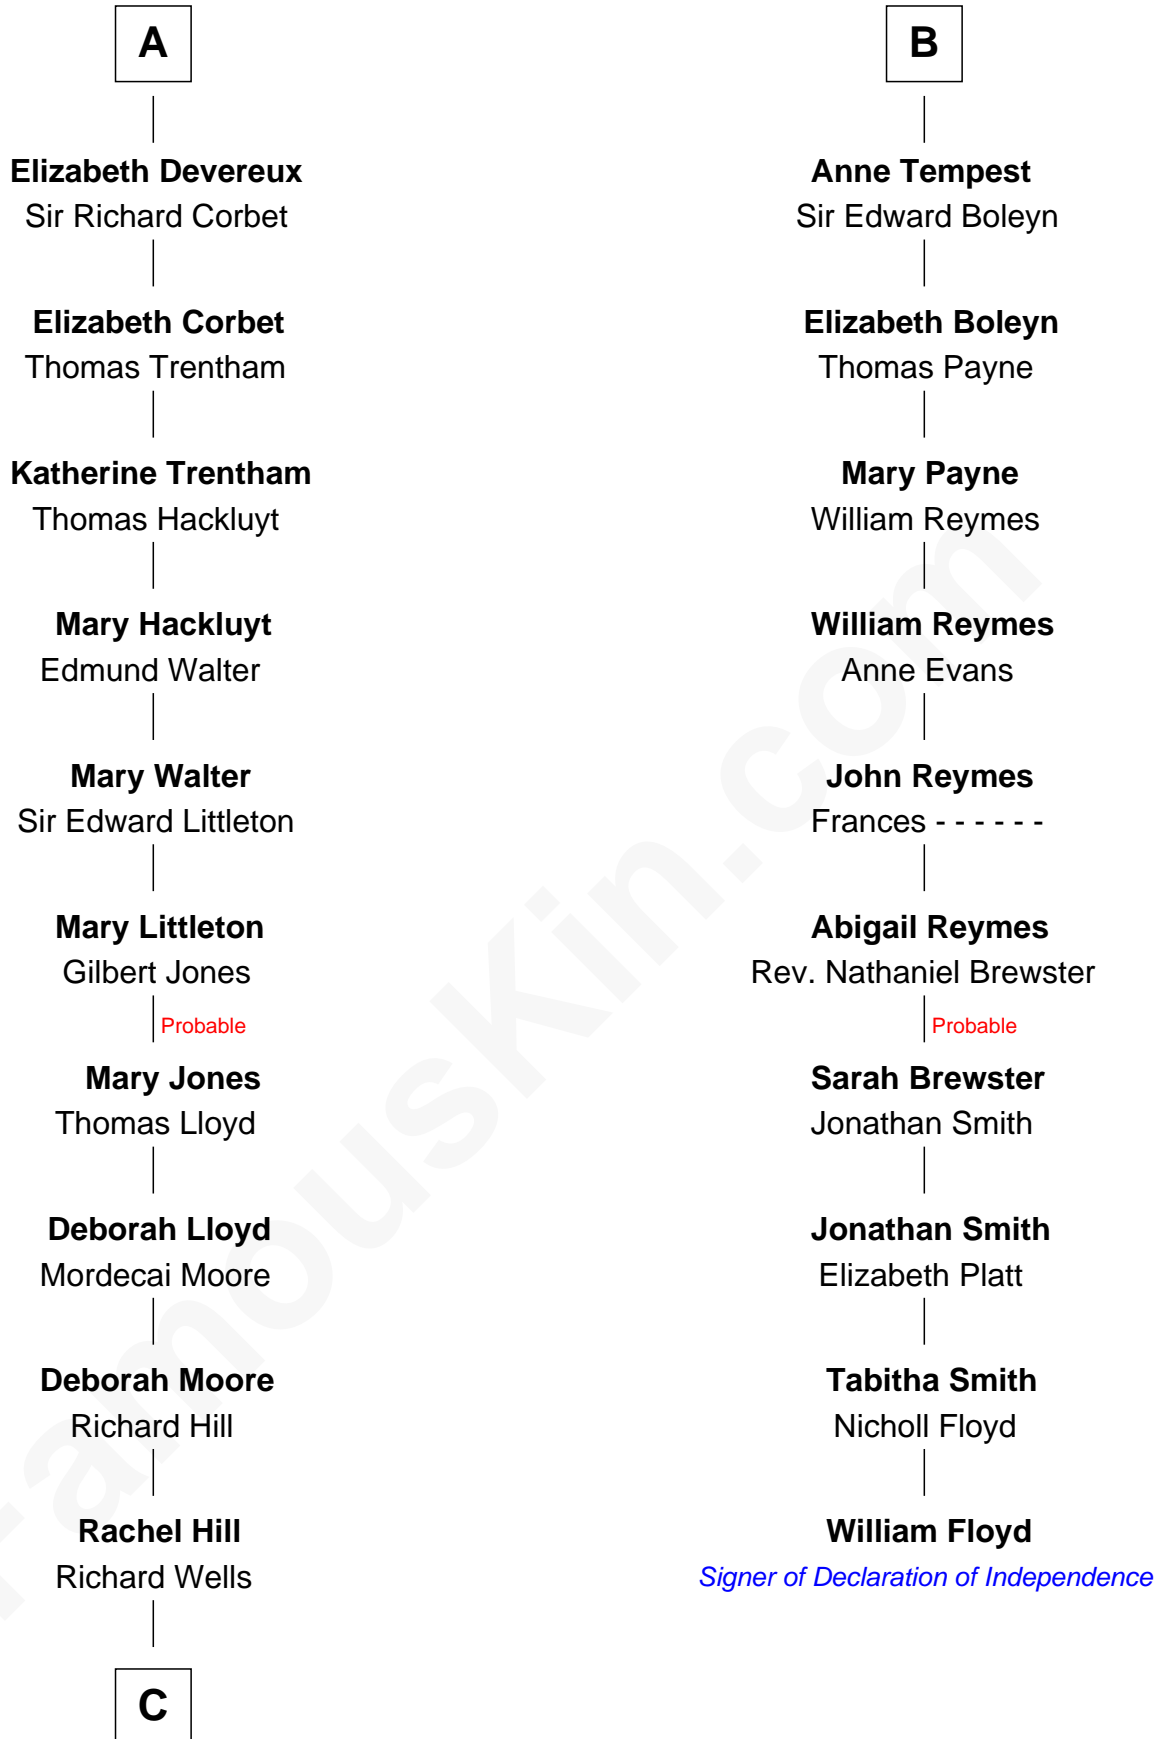 A
Elizabeth Devereux
Sir Richard Corbet
Elizabeth Corbet
Thomas Trentham
Katherine Trentham
Thomas Hackluyt
Mary Hackluyt
Edmund Walter
Mary Walter
Sir Edward Littleton
Mary Littleton
Gilbert Jones
Probable
Mary Jones
Thomas Lloyd
Deborah Lloyd
Mordecai Moore
Deborah Moore
Richard Hill
Rachel Hill
Richard Wells
C
B
Anne Tempest
Sir Edward Boleyn
Elizabeth Boleyn
Thomas Payne
Mary Payne
William Reymes
William Reymes
Anne Evans
John Reymes
Frances - - - - - -
Abigail Reymes
Rev. Nathaniel Brewster
Probable
Sarah Brewster
Jonathan Smith
Jonathan Smith
Elizabeth Platt
Tabitha Smith
Nicholl Floyd
William Floyd
Signer of Declaration of Independence
FamousKin.com